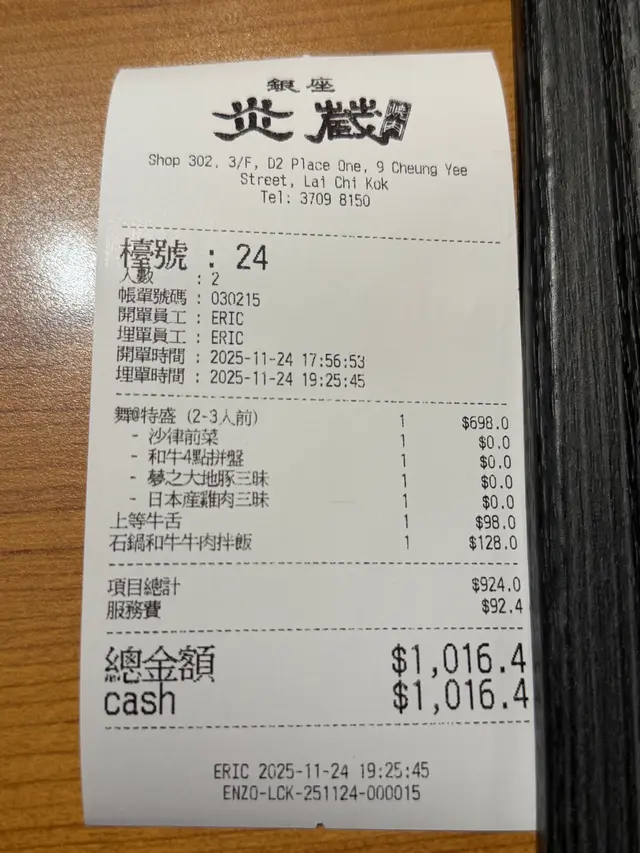 銀座
炎藏 燒肉
Shop 302, 3/F, D2 Place One, 9 Cheung Yee
Street, Lai Chi Kok
Tel: 3709 8150
檯號 : 24
人數 : 2
帳單號碼 : 030215
開單員工 : ERIC
埋單員工 : ERIC
開單時間 : 2025-11-24 17:56:53
埋單時間 : 2025-11-24 19:25:45
舞@特盛 (2-3人前) 1 $698.0
- 沙律前菜 1 $0.0
- 和牛4點拼盤 1 $0.0
- 夢之大地豚三昧 1 $0.0
- 日本産雞肉三昧 1 $0.0
上等牛舌 1 $98.0
石鍋和牛牛肉拌飯 1 $128.0
項目總計 $924.0
服務費 $92.4
總金額 $1,016.4
cash $1,016.4
ERIC 2025-11-24 19:25:45
ENZO-LCK-251124-000015